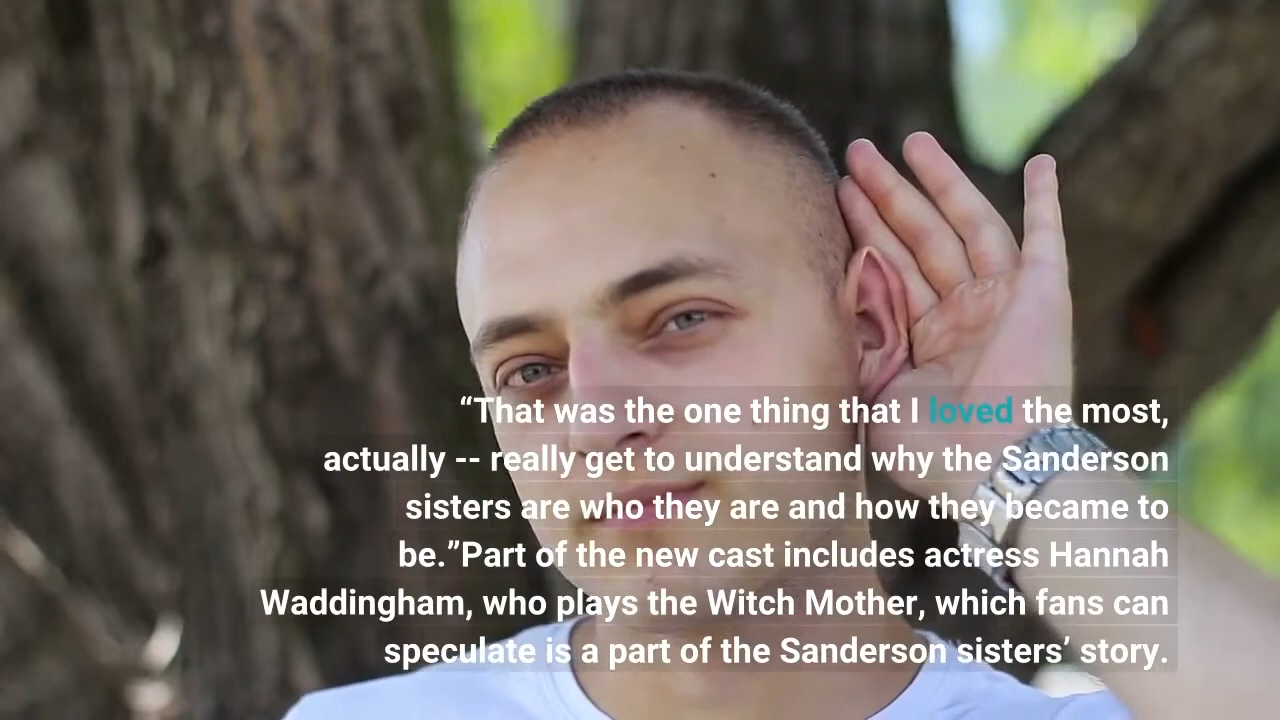 “That was the one thing that I loved the most,
actually -- really get to understand why the Sanderson
sisters are who they are and how they became to
be.”Part of the new cast includes actress Hannah
Waddingham, who plays the Witch Mother, which fans can
speculate is a part of the Sanderson sisters’ story.